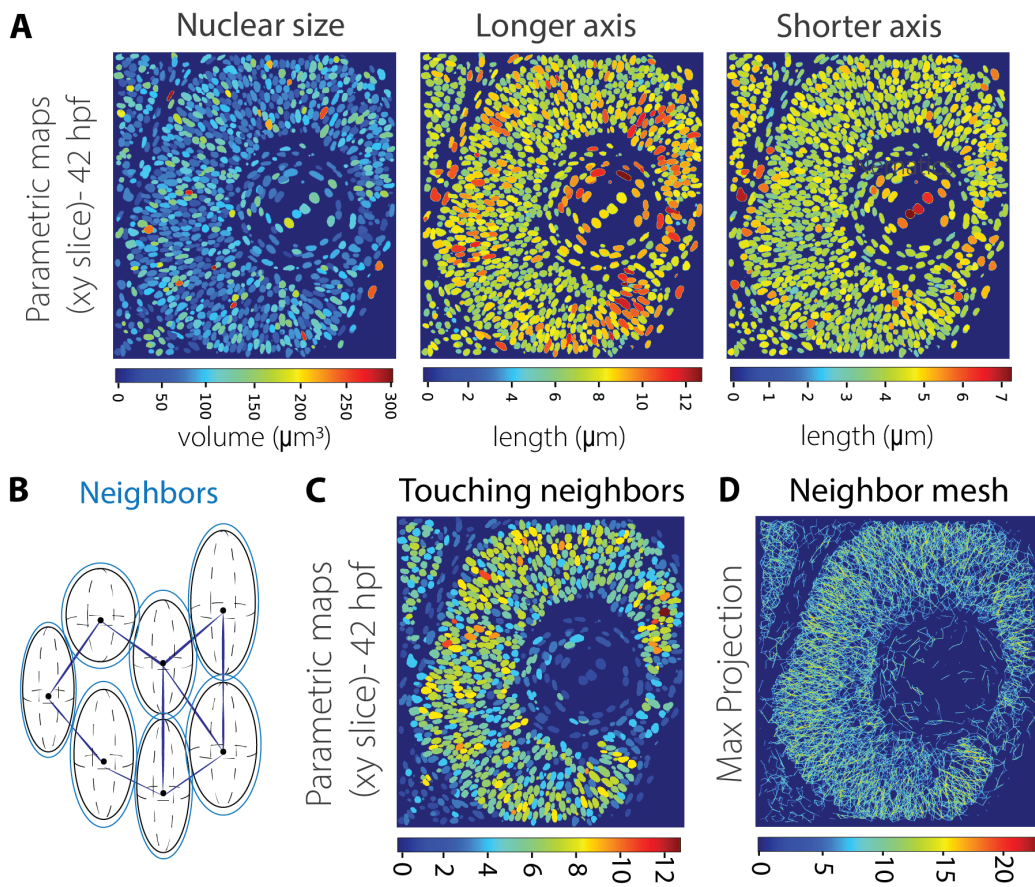 A
Nuclear size
Longer axis
Shorter axis
Parametric maps
(xy slice)- 42 hpf
0 50 100 150 200 250 300
volume (µm³)
0 2 4 6 8 10 12
length (µm)
0 1 2 3 4 5 6 7
length (µm)
B
Neighbors
C
Touching neighbors
Parametric maps
(xy slice)- 42 hpf
0 2 4 6 8 10 12
D
Neighbor mesh
Max Projection
0 5 10 15 20